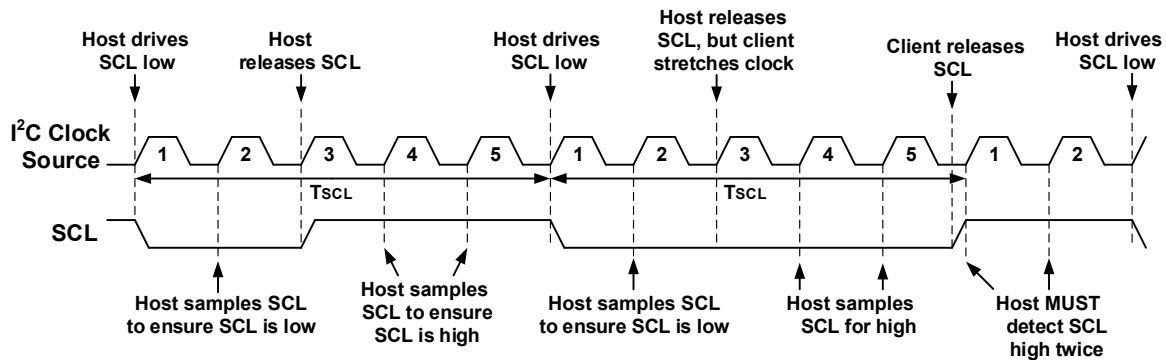 Host drives
SCL low
Host
releases SCL
Host drives
SCL low
Host releases
SCL, but client
stretches clock
Client releases
SCL
Host drives
SCL low
I²C Clock
Source
1
2
3
4
5
1
2
3
4
5
1
2
TSCL
TSCL
SCL
Host samples SCL
to ensure SCL is low
Host samples
SCL to ensure
SCL is high
Host samples SCL
to ensure SCL is low
Host samples
SCL for high
Host MUST
detect SCL
high twice